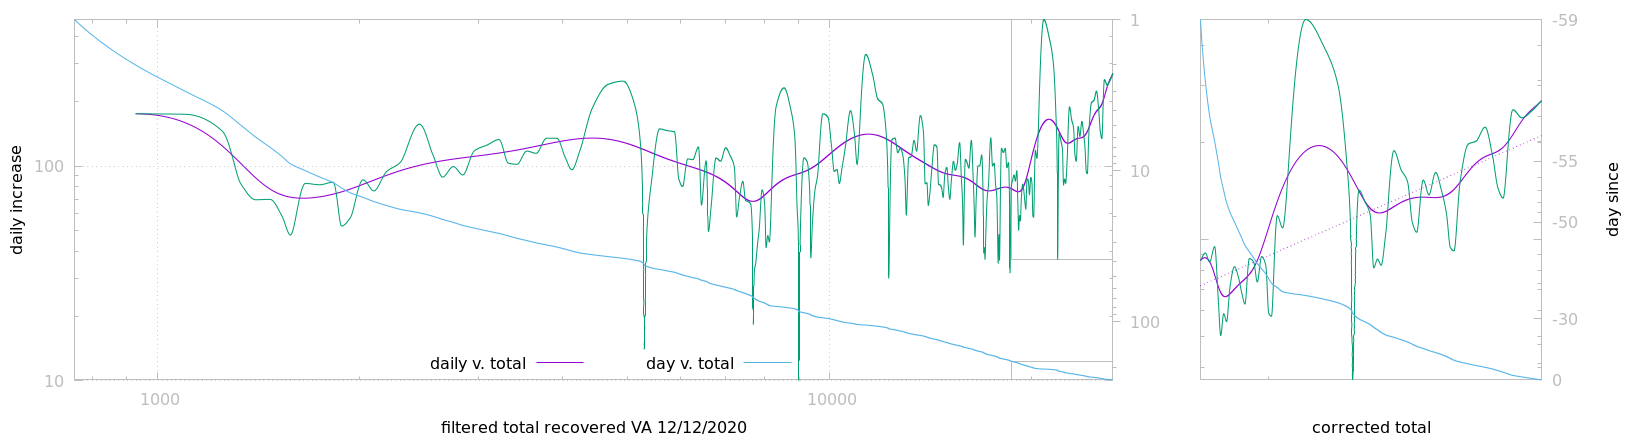 daily increase
100
10
1000
10000
1
10
100
daily v. total
day v. total
filtered total recovered VA 12/12/2020
-59
-55
-50
-30
0
day since
corrected total